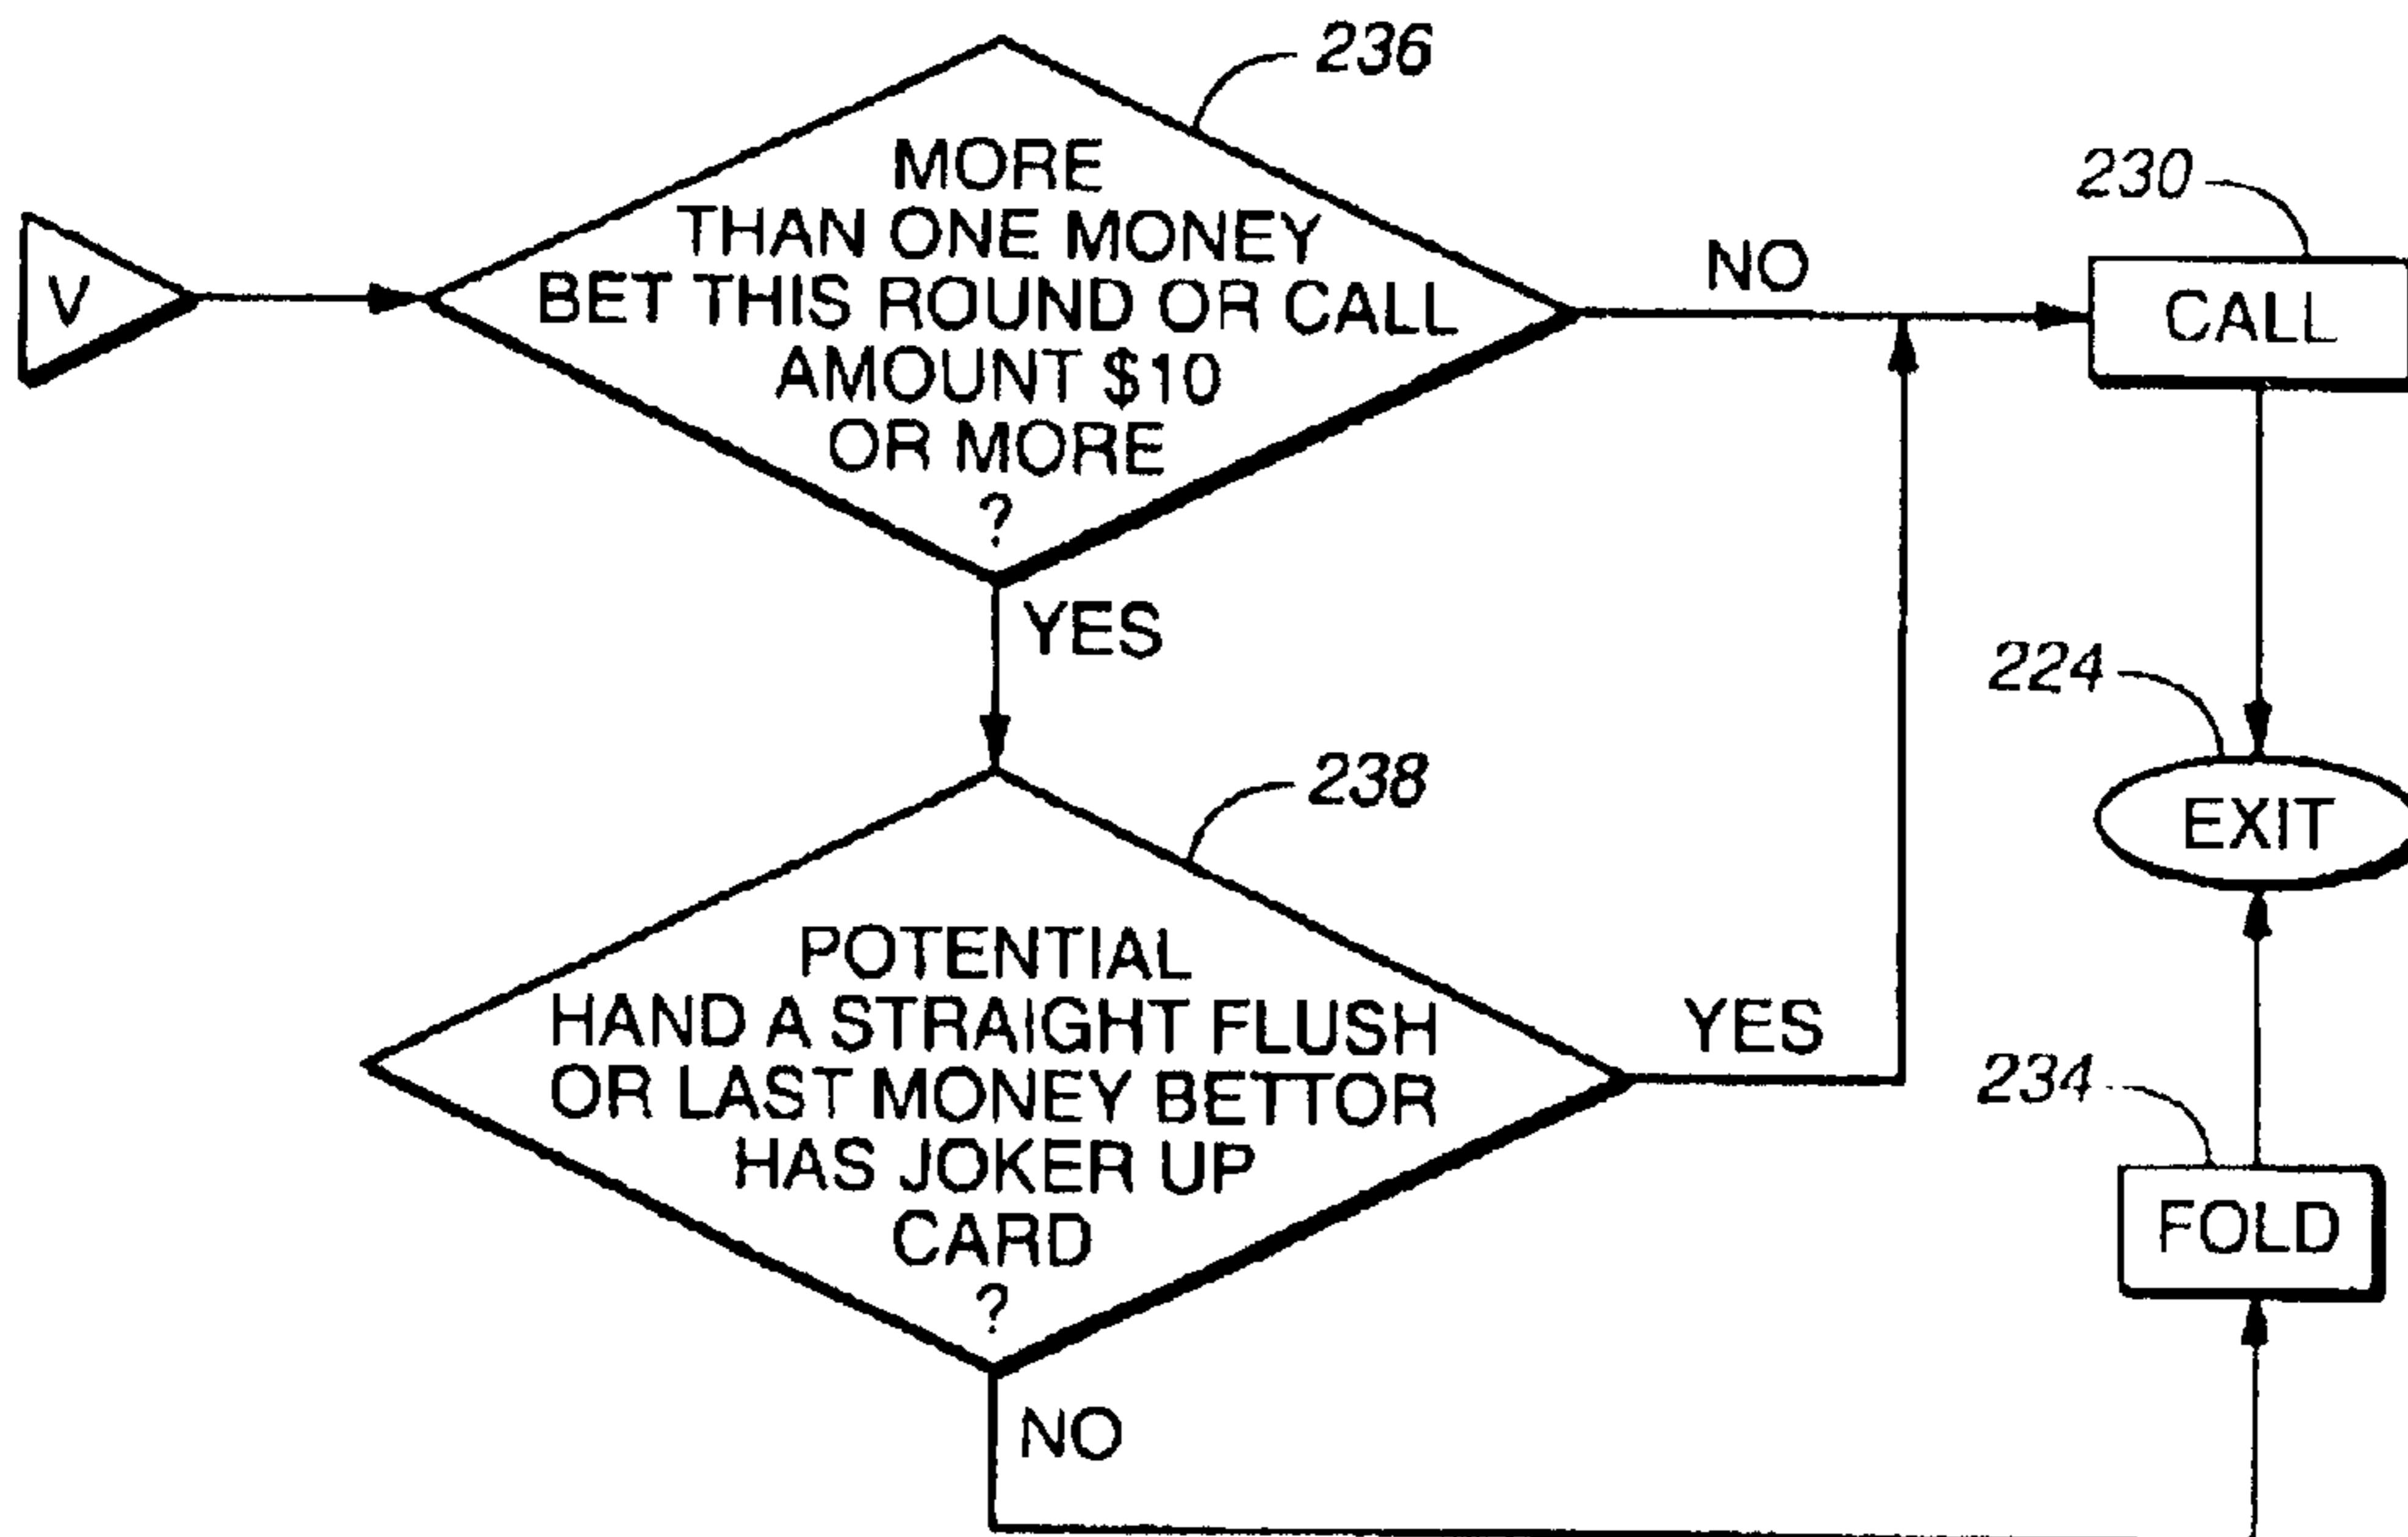 236
MORE
THAN ONE MONEY
BET THIS ROUND OR CALL
AMOUNT $10
OR MORE
?
V
NO
230
CALL
YES
224
EXIT
238
POTENTIAL
HAND A STRAIGHT FLUSH
OR LAST MONEY BETTOR
HAS JOKER UP
CARD
?
YES
234
FOLD
NO